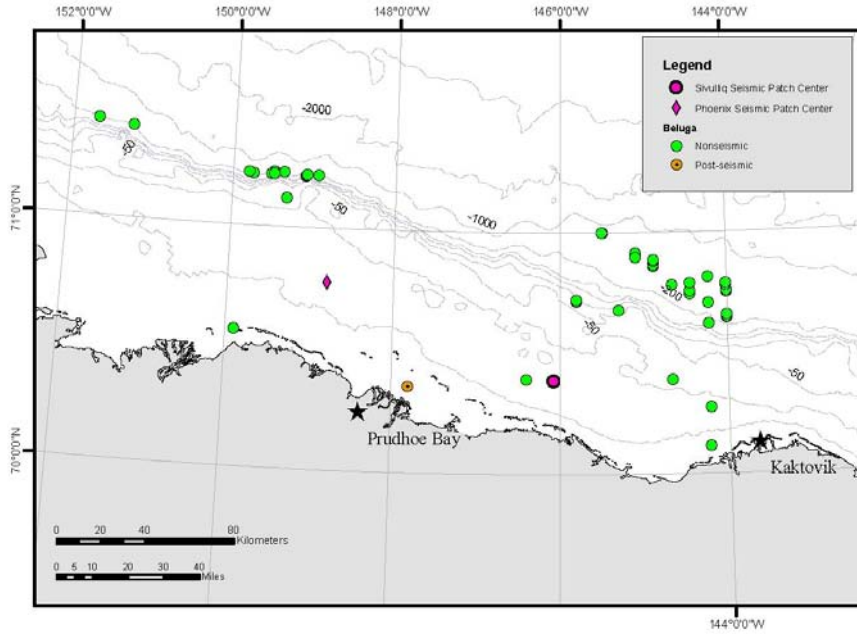 152°0'0"W 150°0'0"W 148°0'0"W 146°0'0"W 144°0'0"W
Legend
Sivulliq Seismic Patch Center
Phoenix Seismic Patch Center
Beluga
Nonseismic
Post-seismic
-2000
-50
71°0'0"N
-50
-1000
-200
-50
-50
Prudhoe Bay
Kaktovik
70°0'0"N
0 20 40 80
Kilometers
0 5 10 20 30 40
Miles
144°0'0"W